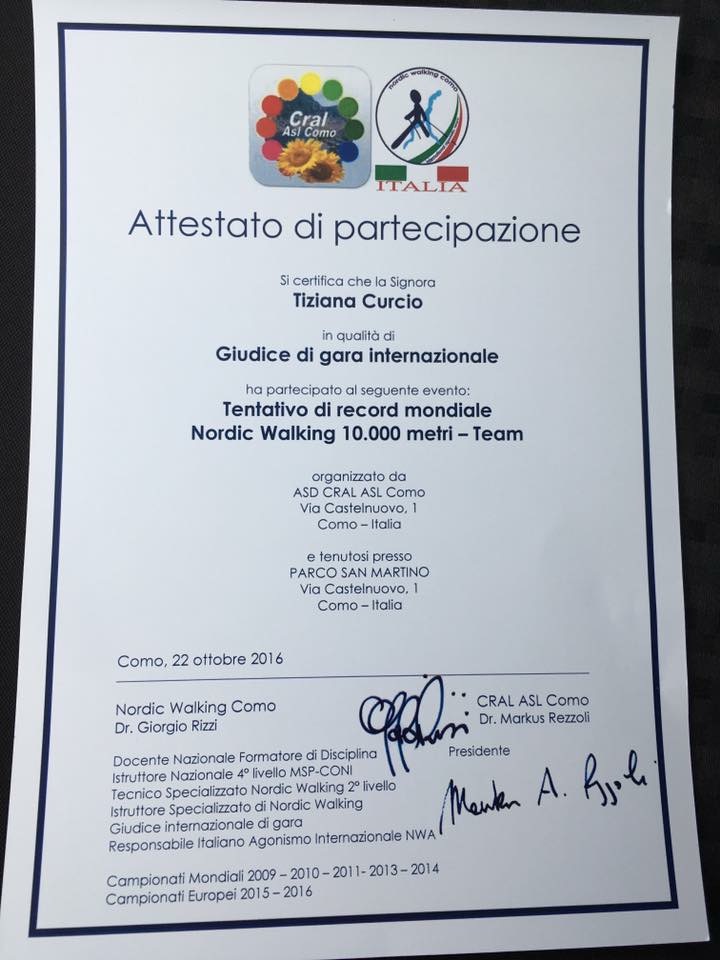 Cral
Asl Como
nordic walking como
ITALIA
Attestato di partecipazione
Si certifica che la Signora
Tiziana Curcio
in qualità di
Giudice di gara internazionale
ha partecipato al seguente evento:
Tentativo di record mondiale
Nordic Walking 10.000 metri – Team
organizzato da
ASD CRAL ASL Como
Via Castelnuovo, 1
Como – Italia
e tenutosi presso
PARCO SAN MARTINO
Via Castelnuovo, 1
Como – Italia
Como, 22 ottobre 2016
Nordic Walking Como
Dr. Giorgio Rizzi
CRAL ASL Como
Dr. Markus Rezzoli
Presidente
Docente Nazionale Formatore di Disciplina
Istruttore Nazionale 4° livello MSP-CONI
Tecnico Specializzato Nordic Walking 2° livello
Istruttore Specializzato di Nordic Walking
Giudice internazionale di gara
Responsabile Italiano Agonismo Internazionale NWA
Campionati Mondiali 2009 – 2010 – 2011- 2013 – 2014
Campionati Europei 2015 – 2016